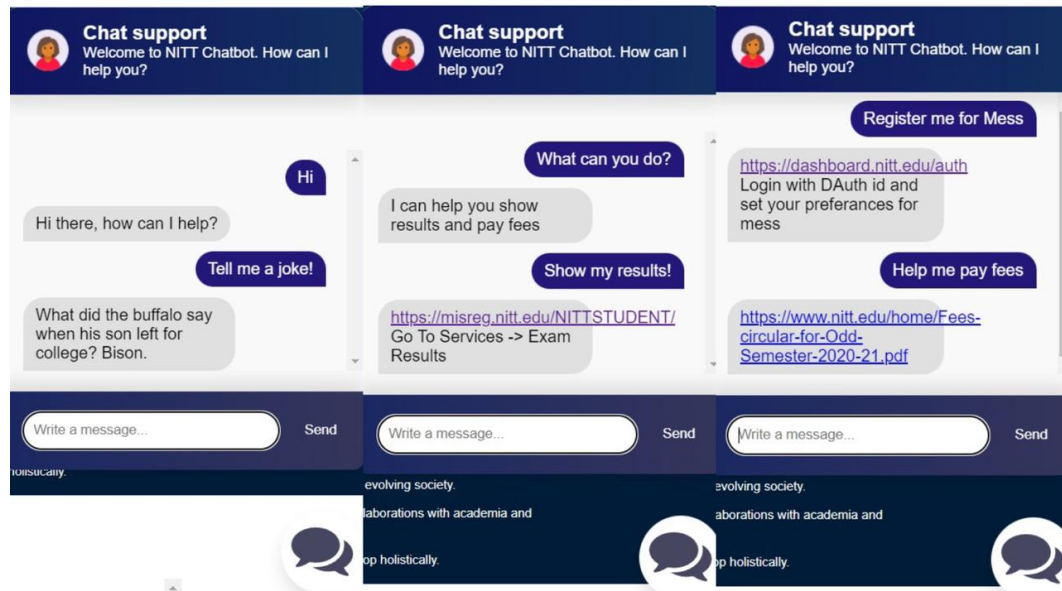 Chat support
Welcome to NITT Chatbot. How can I
help you?
Hi
Hi there, how can I help?
Tell me a joke!
What did the buffalo say
when his son left for
college? Bison.
Write a message...
Send
holistically.
Chat support
Welcome to NITT Chatbot. How can I
help you?
What can you do?
I can help you show
results and pay fees
Show my results!
https://misreg.nitt.edu/NITTSTUDENT/
Go To Services -> Exam
Results
Write a message...
Send
evolving society.
laborations with academia and
op holistically.
Chat support
Welcome to NITT Chatbot. How can I
help you?
Register me for Mess
https://dashboard.nitt.edu/auth
Login with DAuth id and
set your preferances for
mess
Help me pay fees
https://www.nitt.edu/home/Fees-
circular-for-Odd-
Semester-2020-21.pdf
Write a message...
Send
evolving society.
aborations with academia and
op holistically.